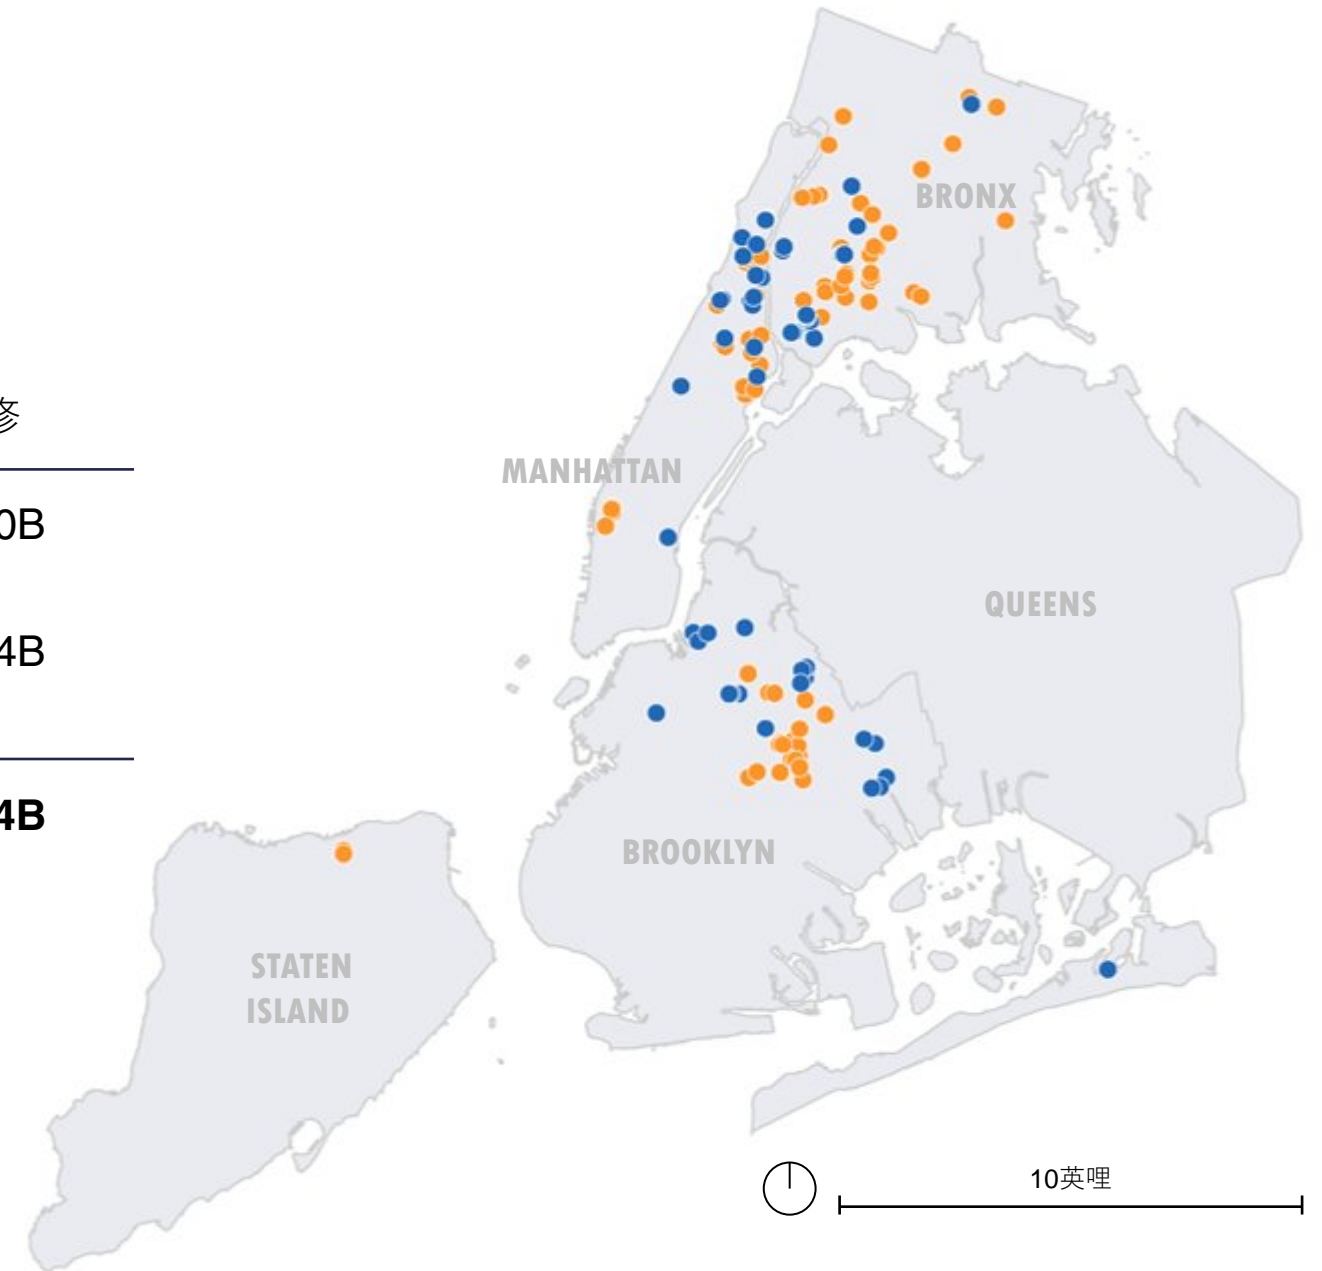 修
0B
4B
4B
BRONX
MANHATTAN
QUEENS
BROOKLYN
STATEN
ISLAND
10英哩